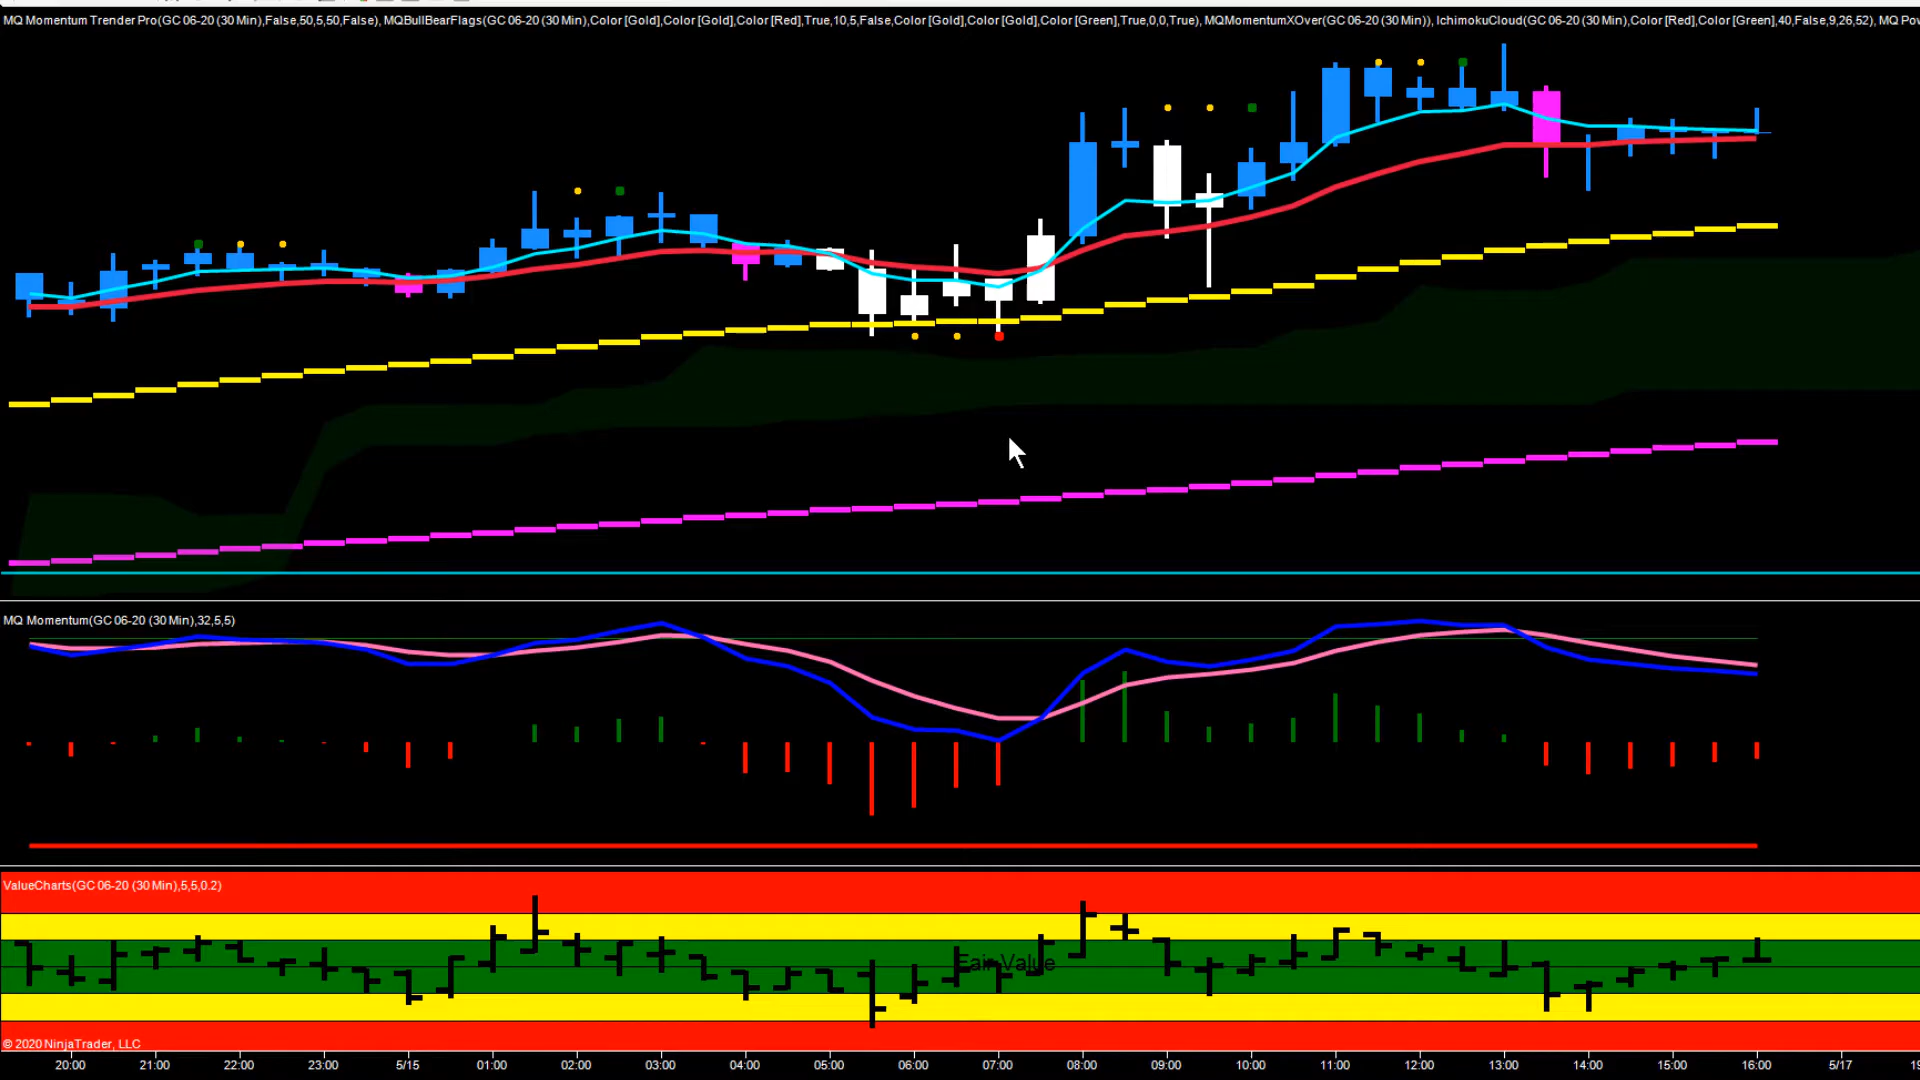 MQ Momentum Trender Pro(GC 06-20 (30 Min),False,50,5,50,False), MQBullBearFlags(GC 06-20 (30 Min),Color [Gold],Color [Gold],Color [Red],True,10,5,False,Color [Gold],Color [Gold],Color [Green],True,0,0,True), MQMomentumXOver(GC 06-20 (30 Min)), IchimokuCloud(GC 06-20 (30 Min),Color [Red],Color [Green],40,False,9,26,52), MQ
MQ Momentum(GC 06-20 (30 Min),32,5,5)
ValueCharts(GC 06-20 (30 Min),5,5,0.2)
Fair Value
© 2020 NinjaTrader, LLC
20:00 21:00 22:00 23:00 5/15 01:00 02:00 03:00 04:00 05:00 06:00 07:00 08:00 09:00 10:00 11:00 12:00 13:00 14:00 15:00 16:00 5/17